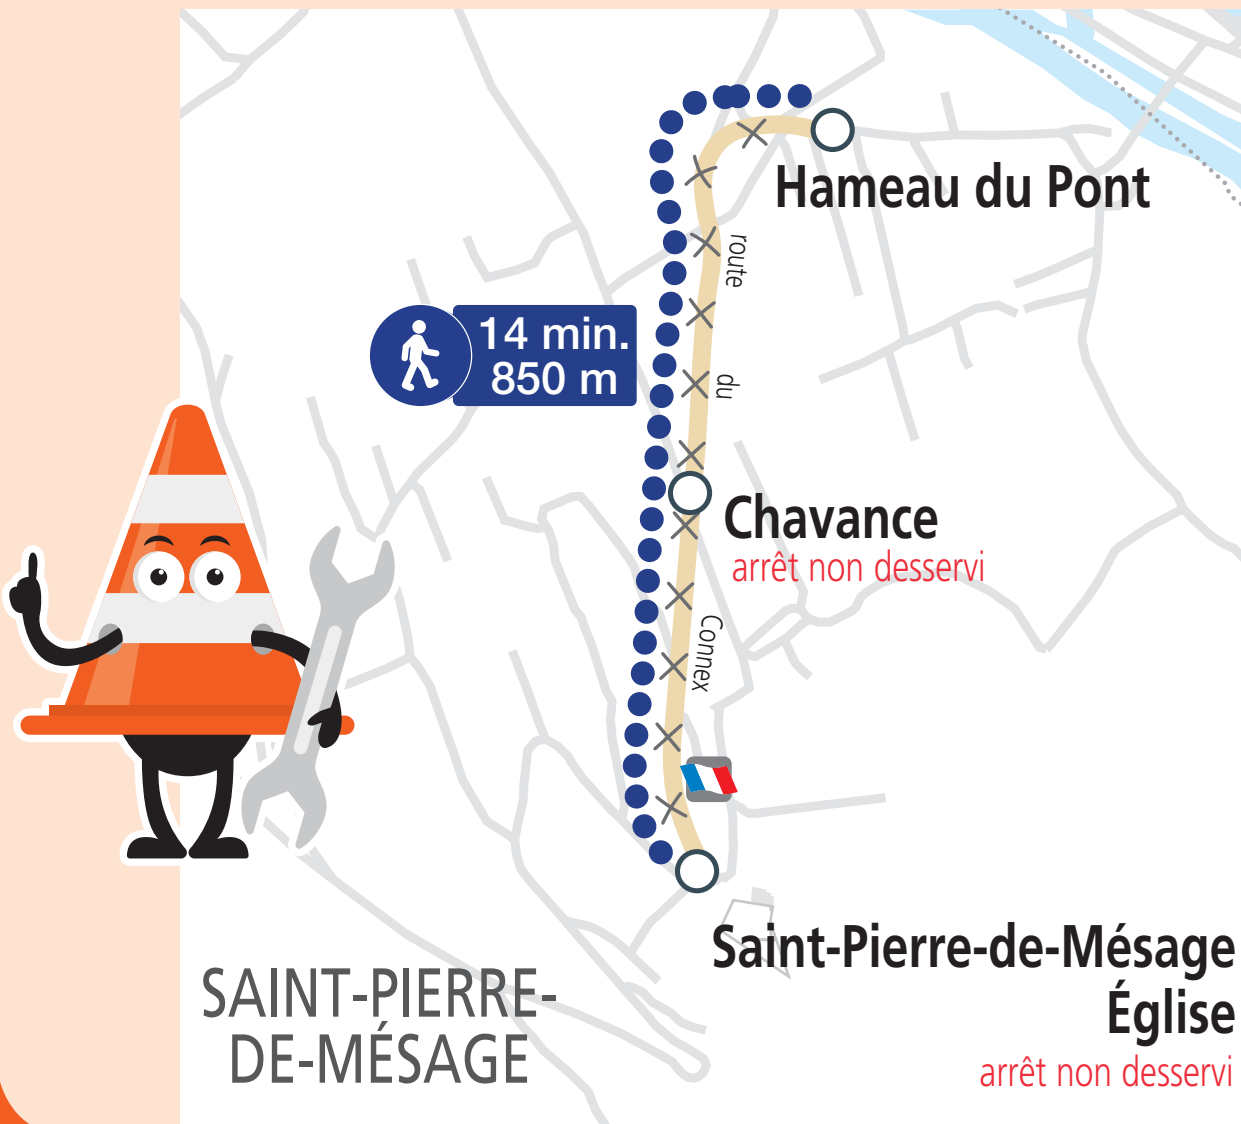 Hameau du Pont
route
14 min.
850 m
du
Chavance
arrêt non desservi
Connex
Saint-Pierre-de-Mésage
Église
arrêt non desservi
SAINT-PIERRE-
DE-MÉSAGE